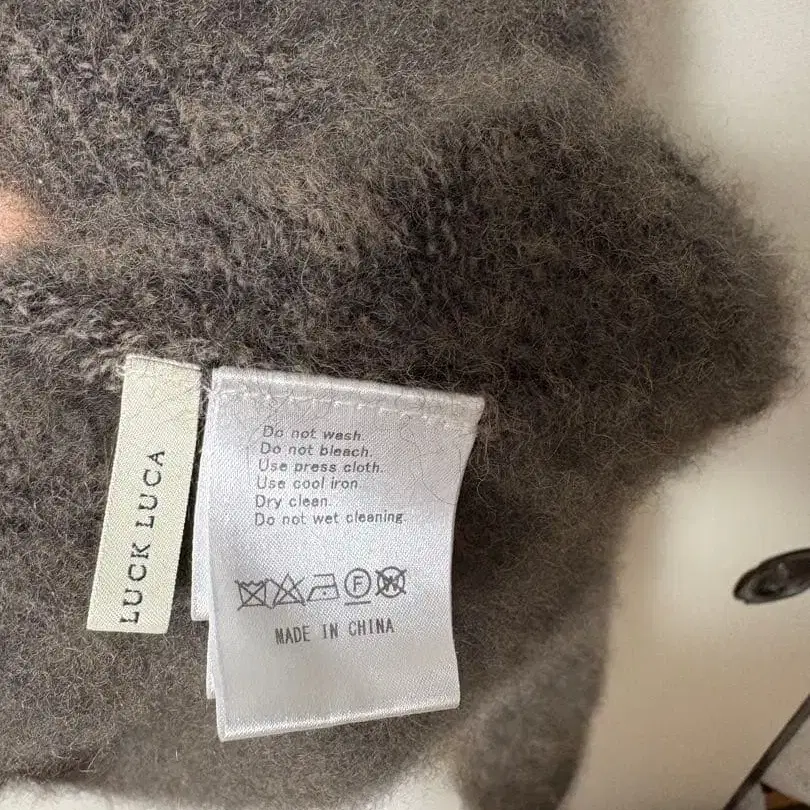 LUCK LUCA
Do not wash.
Do not bleach.
Use press cloth.
Use cool iron.
Dry clean.
Do not wet cleaning.
F W
MADE IN CHINA